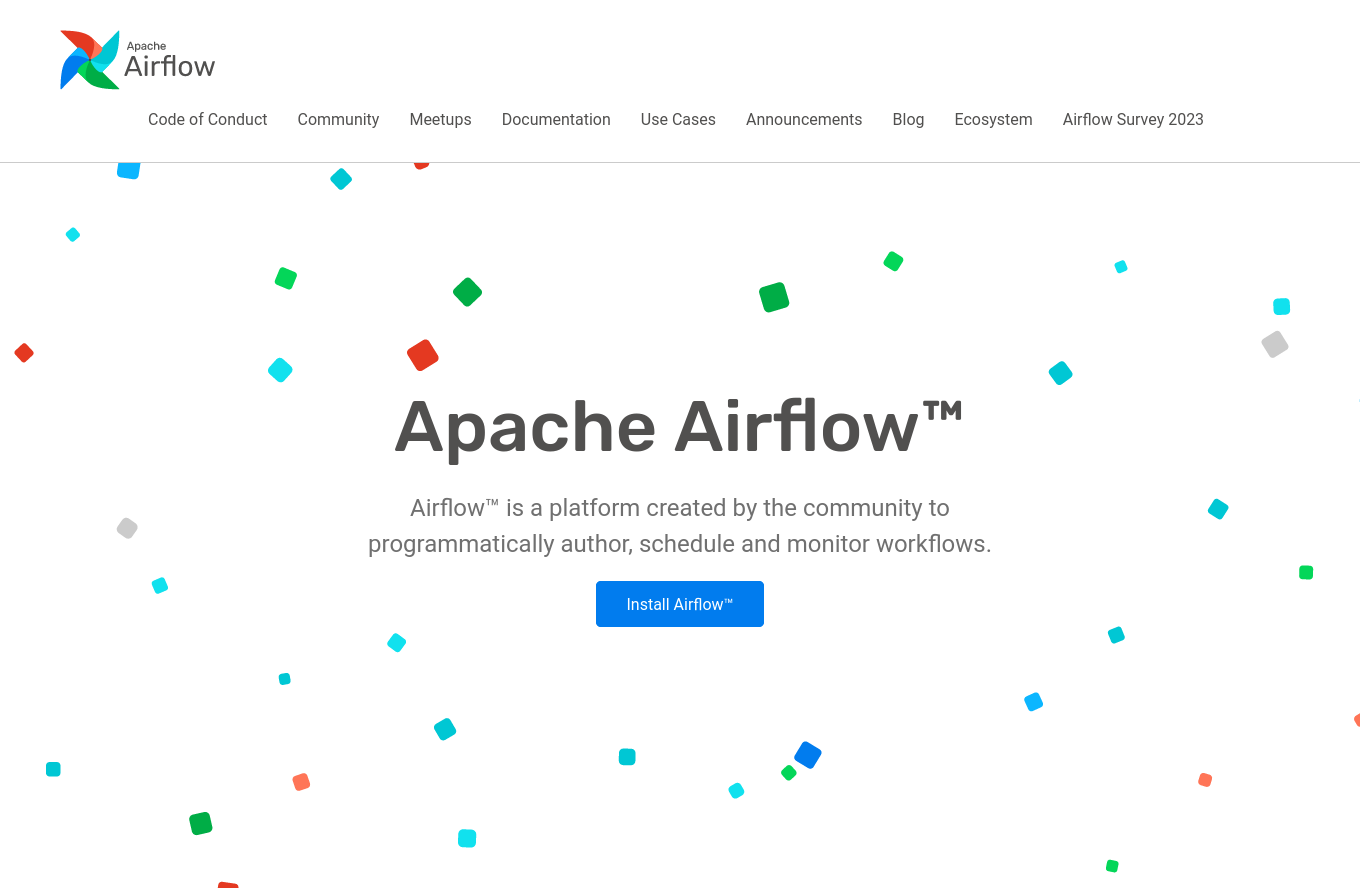 Apache
Airflow
Code of Conduct Community Meetups Documentation Use Cases Announcements Blog Ecosystem Airflow Survey 2023
Apache Airflow™
Airflow™ is a platform created by the community to
programmatically author, schedule and monitor workflows.
Install Airflow™